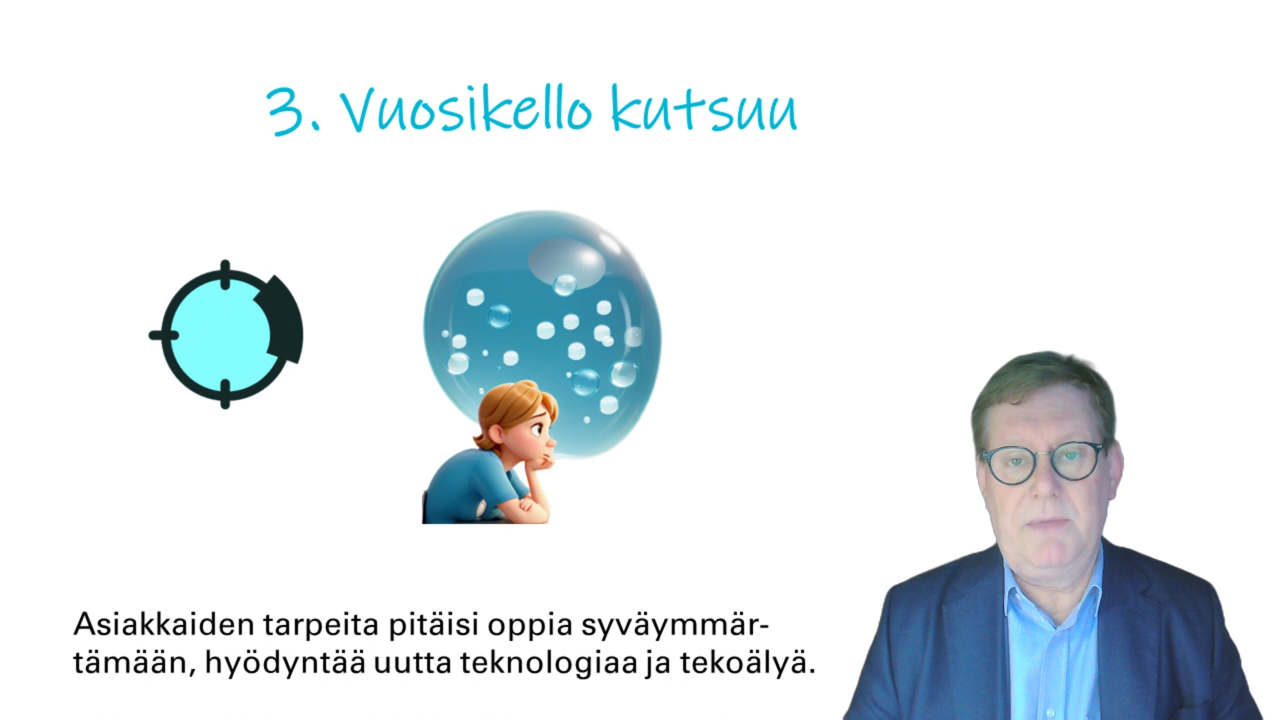 3. Vuosikello kutsuu
Asiakkaiden tarpeita pitäisi oppia syväymmär-
tämään, hyödyntää uutta teknologiaa ja tekoälyä.